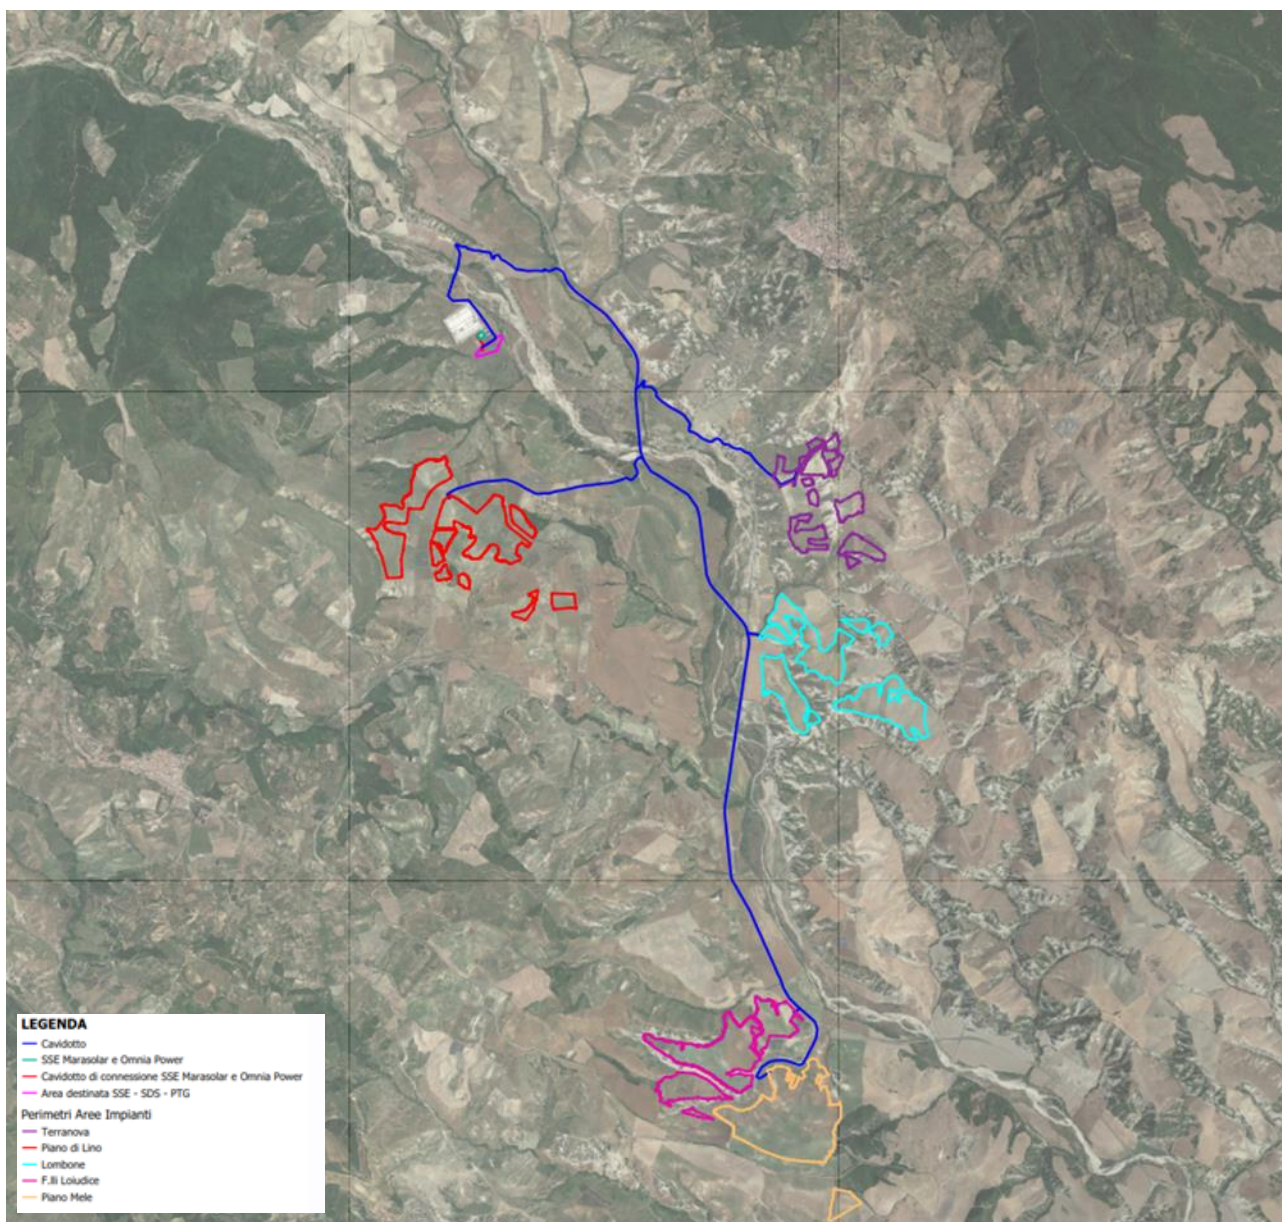 LEGENDA
Cavidotto
SSE Marasolar e Omnia Power
Cavidotto di connessione SSE Marasolar e Omnia Power
Area destinata SSE - SDS - PTG
Perimetri Aree Impianti
Terranova
Piano di Lino
Lombone
F.lli Loiudice
Piano Mele